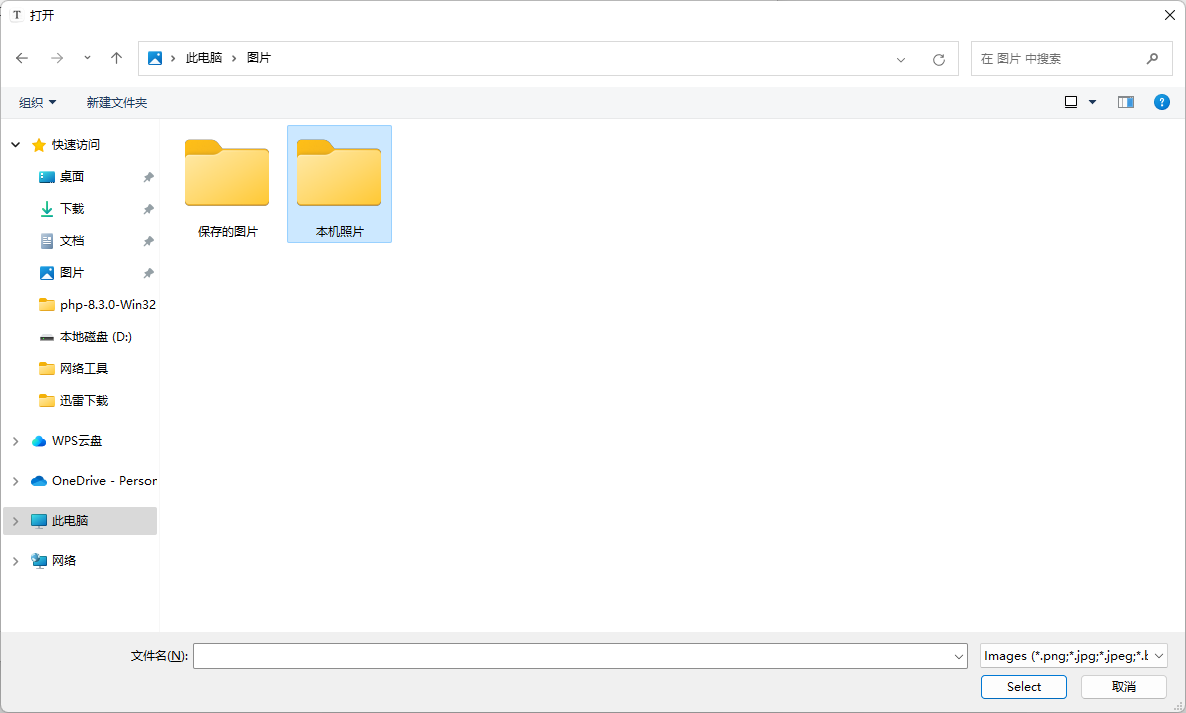 T 打开
此电脑 › 图片
在 图片 中搜索
组织 新建文件夹
快速访问
桌面
下载
文档
图片
php-8.3.0-Win32
本地磁盘 (D:)
网络工具
迅雷下载
WPS云盘
OneDrive - Person
此电脑
网络
保存的图片
本机照片
文件名(N):
Images (*.png;*.jpg;*.jpeg;*.b
Select
取消